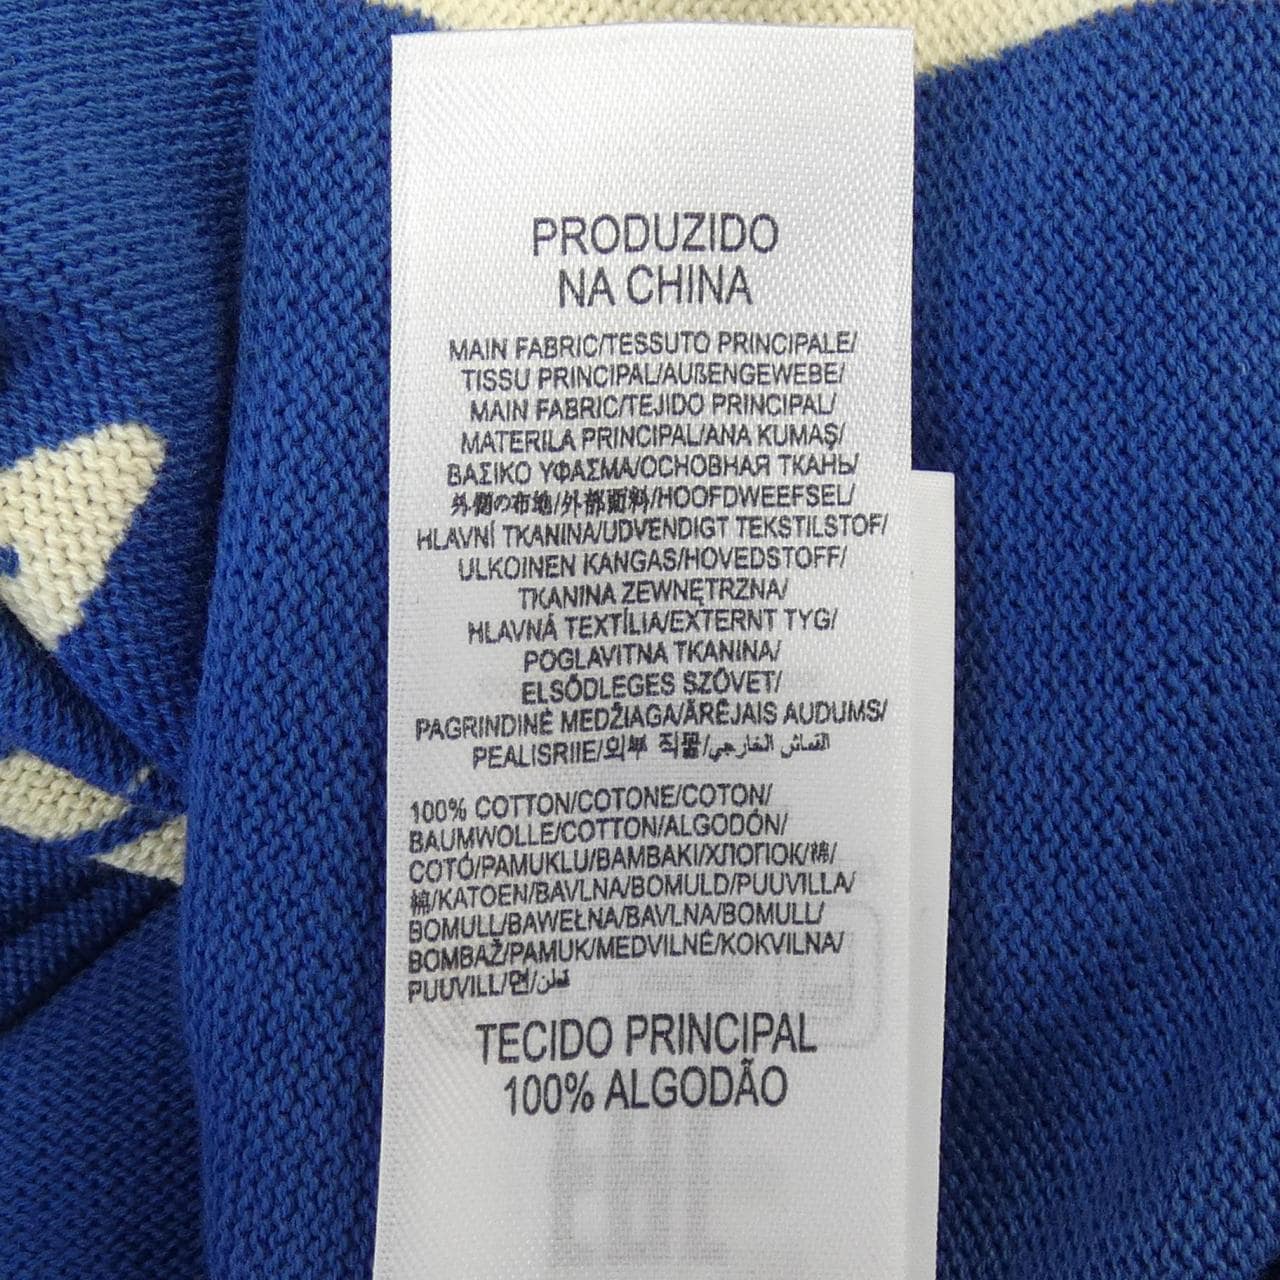 PRODUZIDO
NA CHINA
MAIN FABRIC/TESSUTO PRINCIPALE/
TISSU PRINCIPAL/AUßENGEWEBE/
MAIN FABRIC/TEJIDO PRINCIPAL/
MATERILA PRINCIPAL/ANA KUMAŞ/
ΒΑΣΙΚΟ ΥΦΑΣΜΑ/ОСНОВНАЯ ТКАНЬ/
外側の布地/外部面料/HOOFDWEEFSEL/
HLAVNÍ TKANINA/UDVENDIGT TEKSTILSTOF/
ULKOINEN KANGAS/HOVEDSTOFF/
TKANINA ZEWNĘTRZNA/
HLAVNÁ TEXTÍLIA/EXTERNT TYG/
POGLAVITNA TKANINA/
ELSŐDLEGES SZÖVET/
PAGRINDINĖ MEDŽIAGA/ĀRĒJAIS AUDUMS/
PEALISRIIE/외부 직물/القماش الخارجي
100% COTTON/COTONE/COTON/
BAUMWOLLE/COTTON/ALGODÓN/
COTÓ/PAMUKLU/BAMBAKI/ХЛОПОК/綿/
棉/KATOEN/BAVLNA/BOMULD/PUUVILLA/
BOMULL/BAWEŁNA/BAVLNA/BOMULL/
BOMBAŽ/PAMUK/MEDVILNĖ/KOKVILNA/
PUUVILL/면/قطن
TECIDO PRINCIPAL
100% ALGODÃO